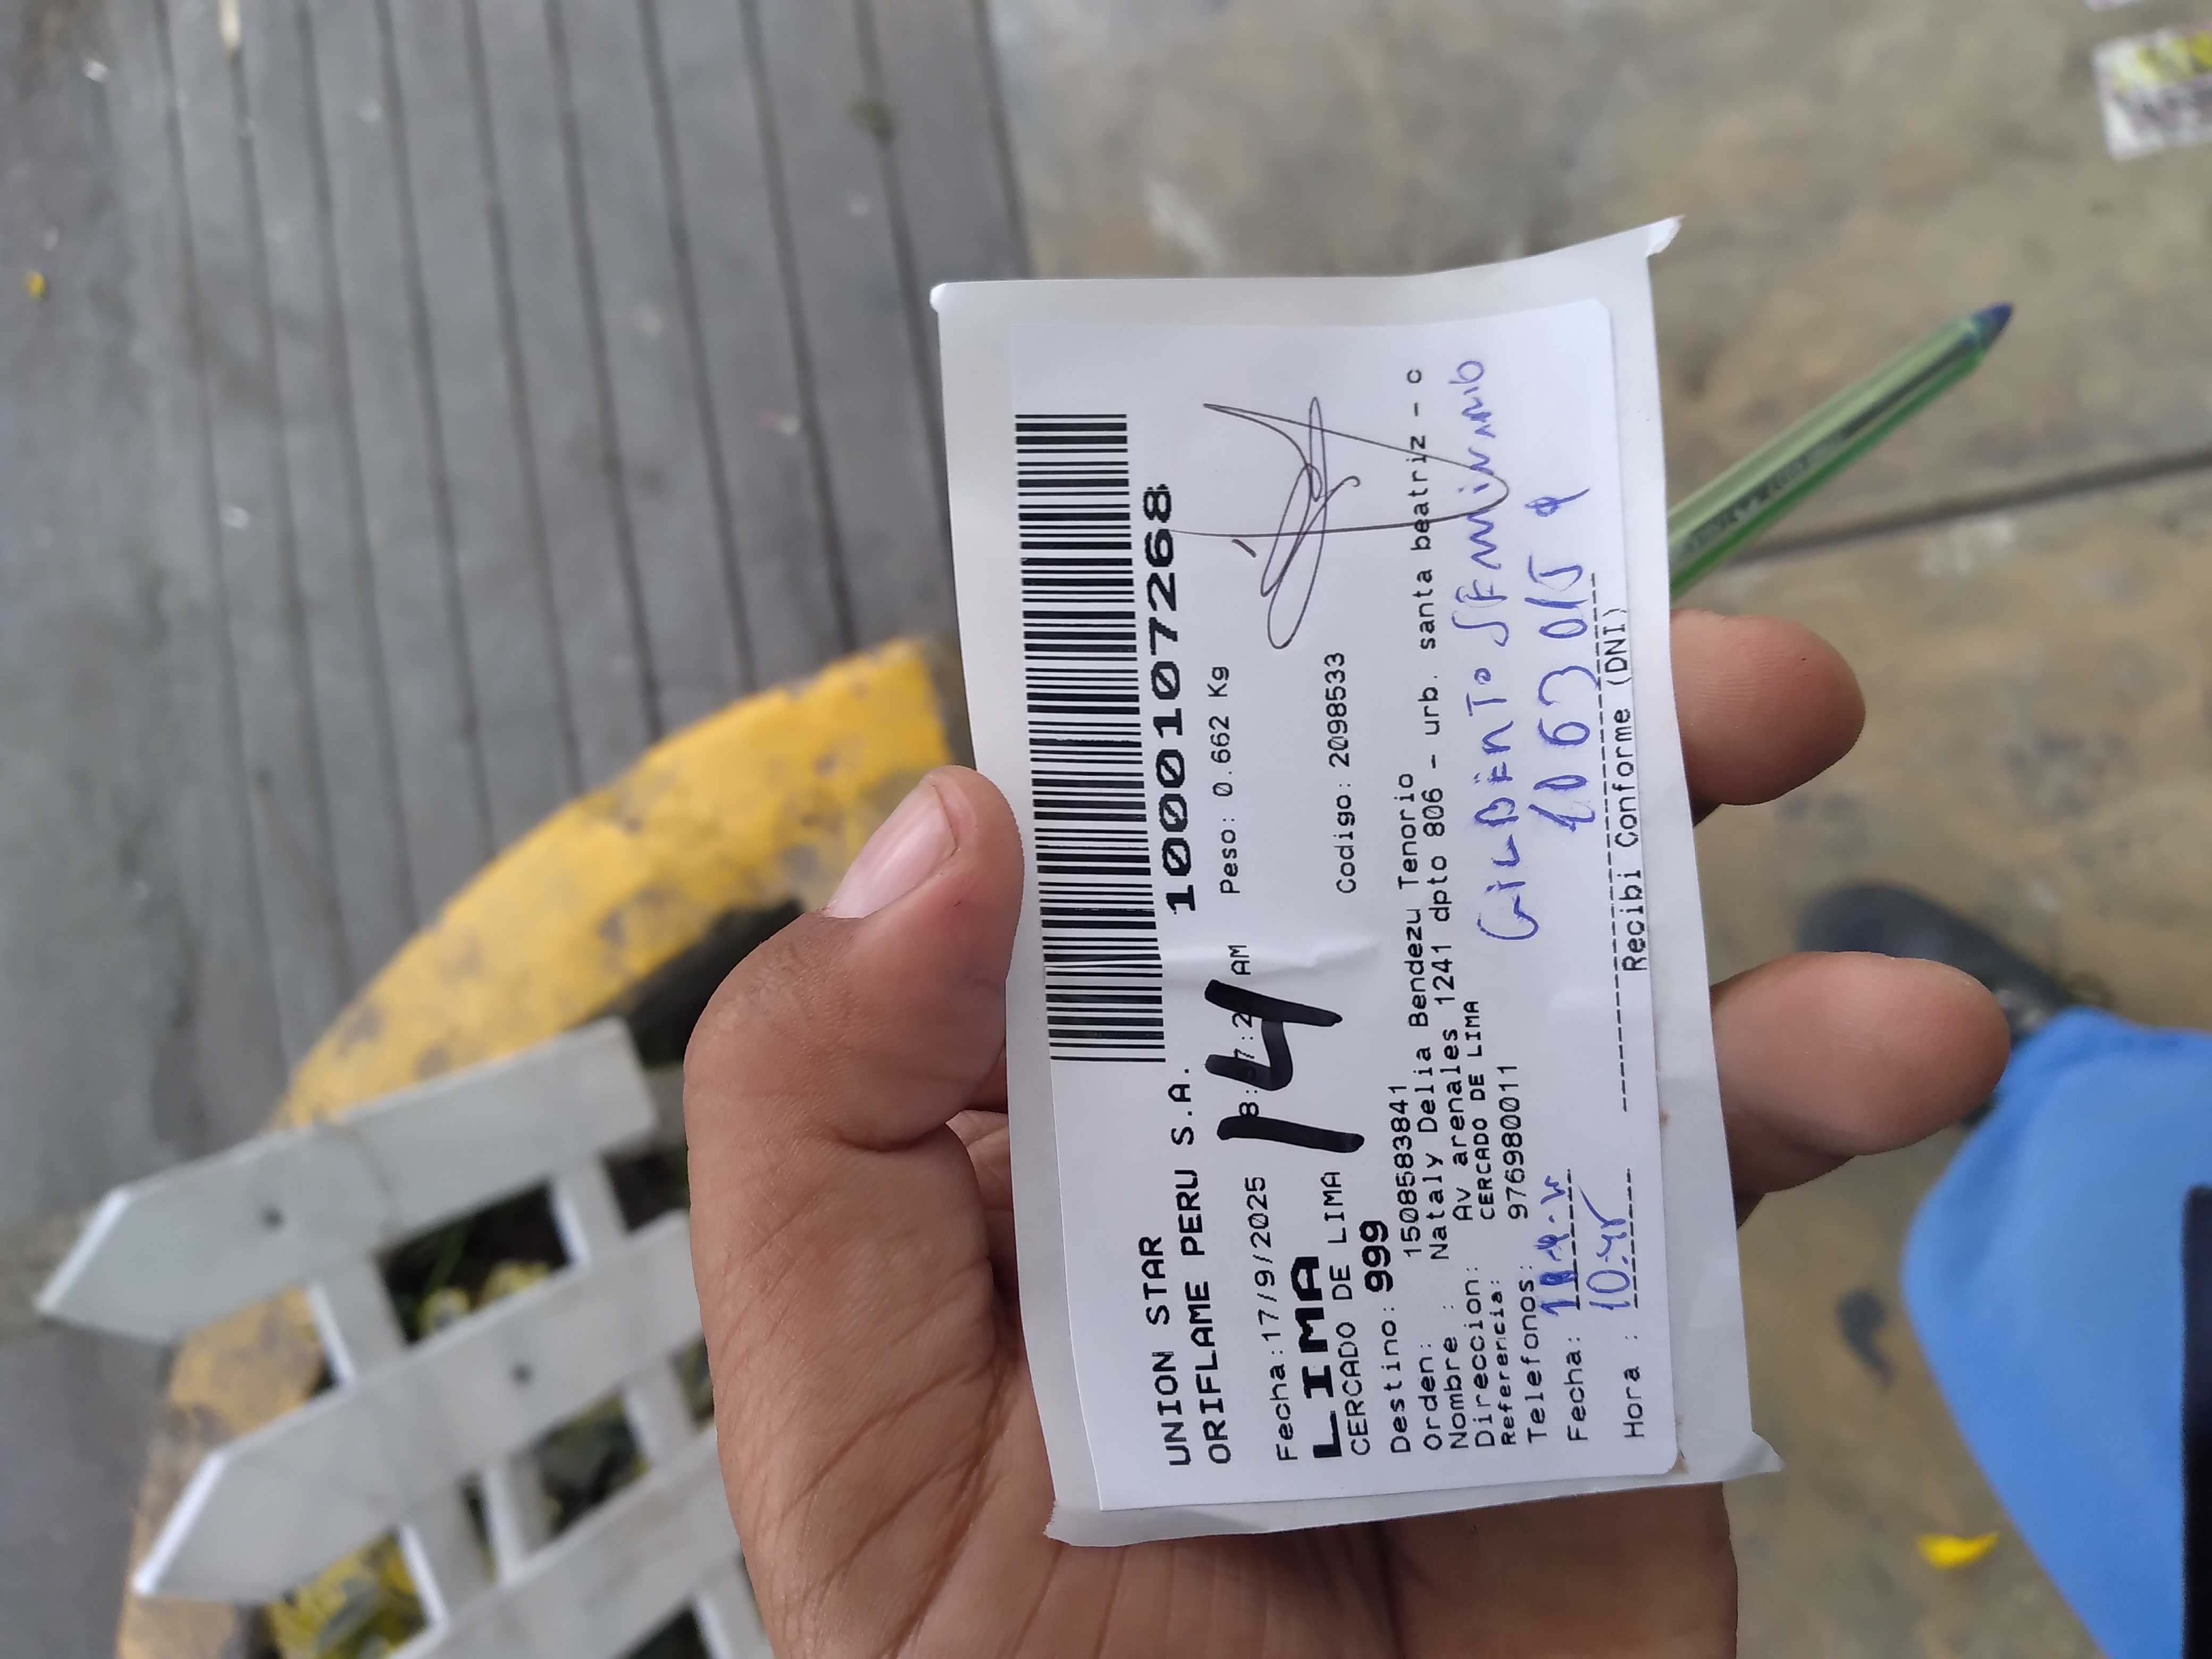 UNION STAR
ORIFLAME PERU S.A.
1000107268
Fecha:17/9/2025
AM
Peso: 0.662 Kg
LIMA
14
CERCADO DE LIMA
Codigo: 2098533
Destino: 999
Orden: 1508583841
Nombre : Nataly Delia Bendezu Tenorio
Direccion: Av arenales 1241 dpto 806 - urb. santa beatriz - c
Referencia: CERCADO DE LIMA
Telefonos: 976980011
GiLBERTO SEMINARIO
Fecha:
Hora :
Recibi Conforme (DNI)